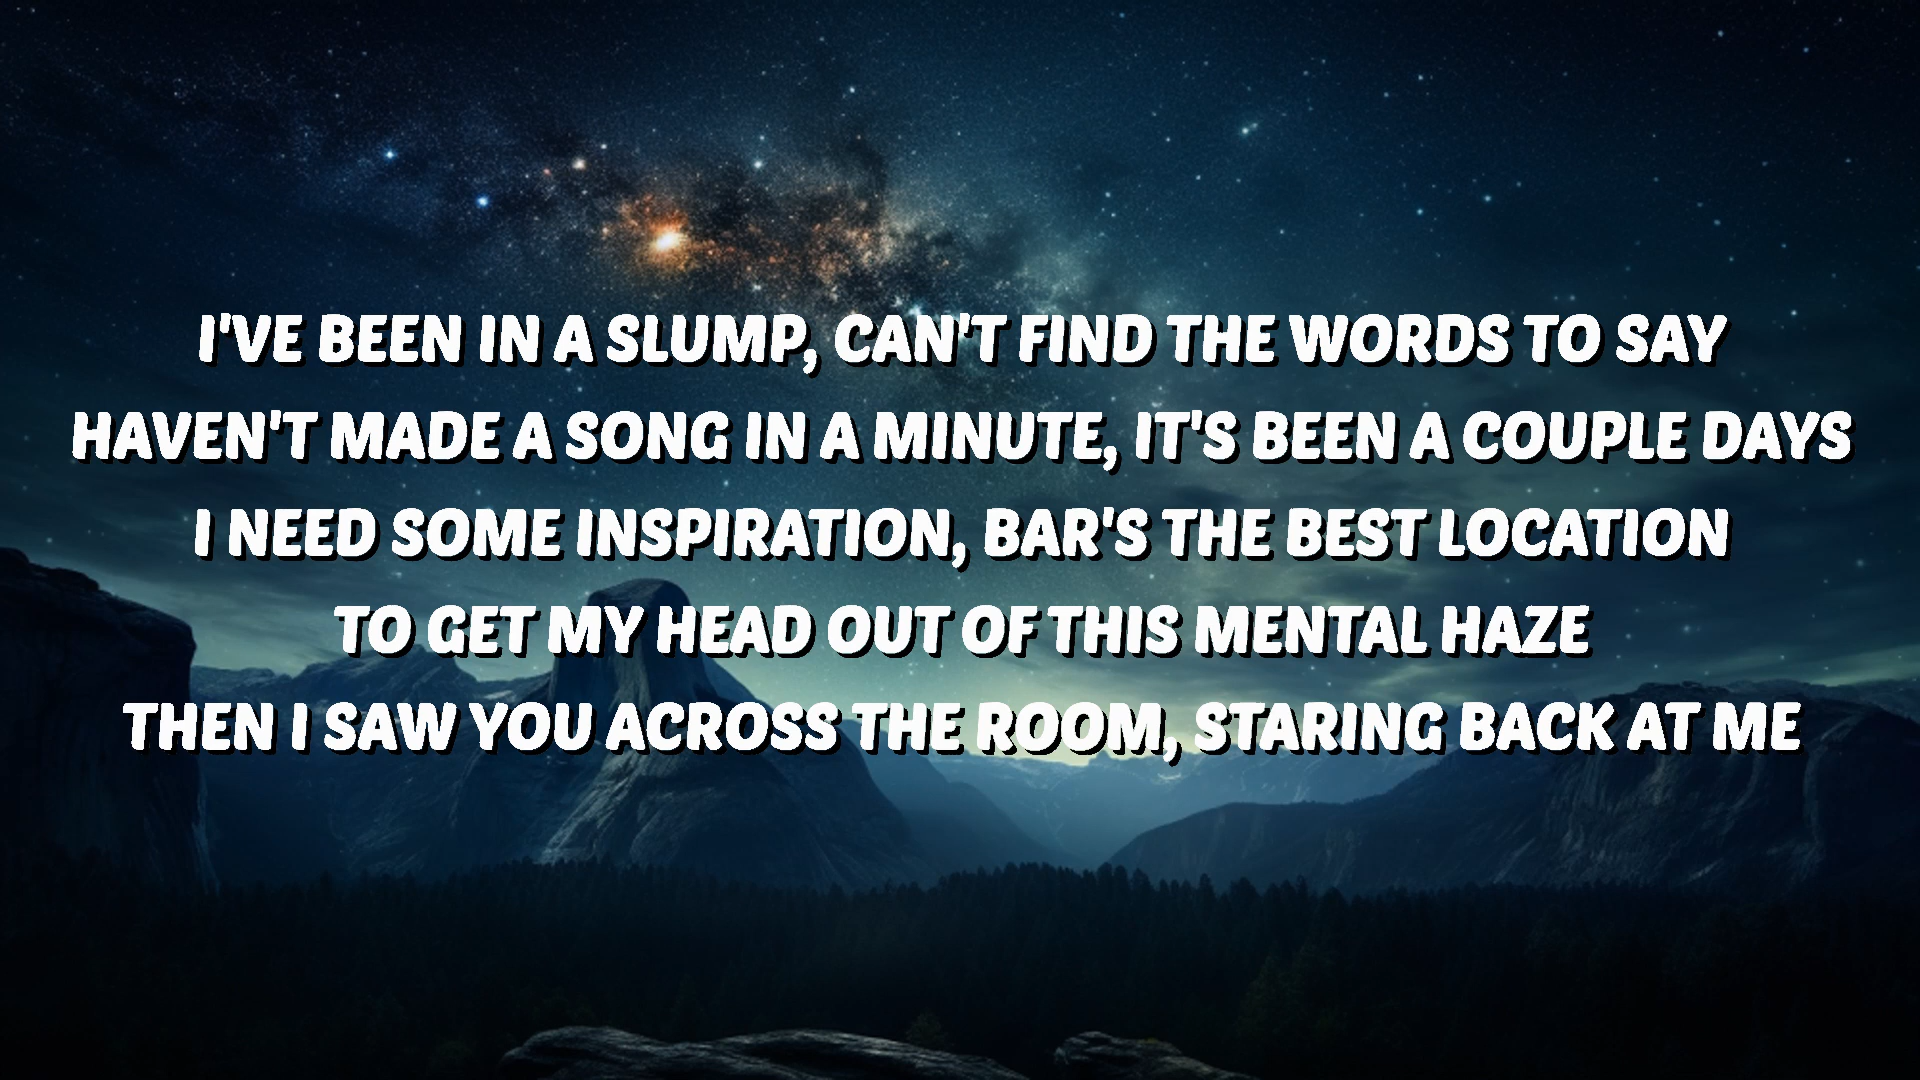 I'VE BEEN IN A SLUMP, CAN'T FIND THE WORDS TO SAY
HAVEN'T MADE A SONG IN A MINUTE, IT'S BEEN A COUPLE DAYS
I NEED SOME INSPIRATION, BAR'S THE BEST LOCATION
TO GET MY HEAD OUT OF THIS MENTAL HAZE
THEN I SAW YOU ACROSS THE ROOM, STARING BACK AT ME